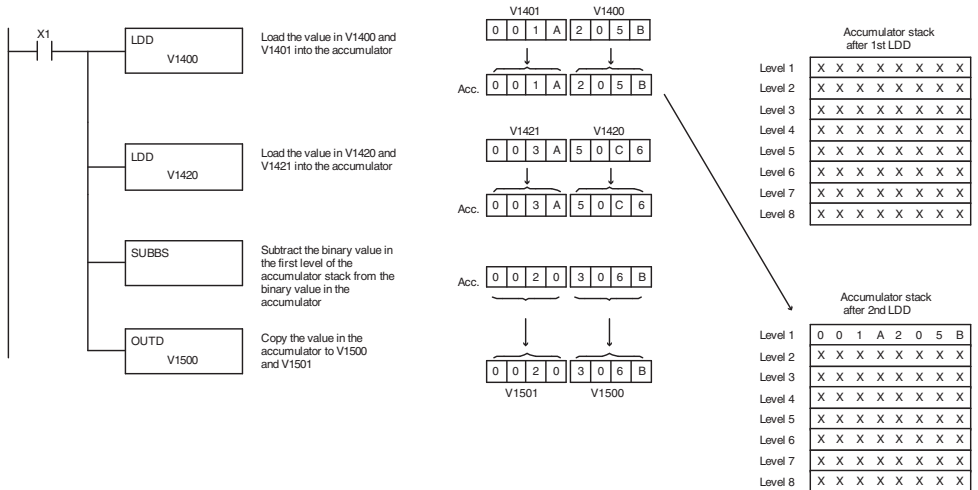 X1
LDD
V1400
Load the value in V1400 and
V1401 into the accumulator
LDD
V1420
Load the value in V1420 and
V1421 into the accumulator
SUBBS
Subtract the binary value in
the first level of the
accumulator stack from the
binary value in the
accumulator
OUTD
V1500
Copy the value in the
accumulator to V1500
and V1501
V1401 V1400
0 0 1 A 2 0 5 B
Acc. 0 0 1 A 2 0 5 B
V1421 V1420
0 0 3 A 5 0 C 6
Acc. 0 0 3 A 5 0 C 6
Acc. 0 0 2 0 3 0 6 B
0 0 2 0 3 0 6 B
V1501 V1500
Accumulator stack
after 1st LDD
Level 1 X X X X X X X X
Level 2 X X X X X X X X
Level 3 X X X X X X X X
Level 4 X X X X X X X X
Level 5 X X X X X X X X
Level 6 X X X X X X X X
Level 7 X X X X X X X X
Level 8 X X X X X X X X
Accumulator stack
after 2nd LDD
Level 1 0 0 1 A 2 0 5 B
Level 2 X X X X X X X X
Level 3 X X X X X X X X
Level 4 X X X X X X X X
Level 5 X X X X X X X X
Level 6 X X X X X X X X
Level 7 X X X X X X X X
Level 8 X X X X X X X X